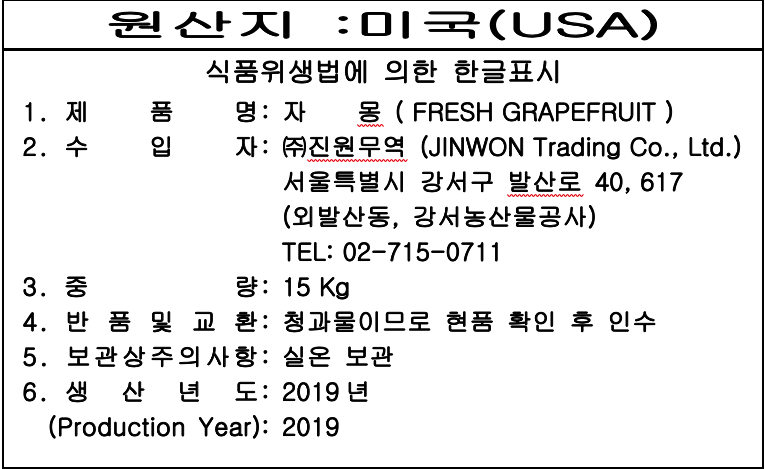 원산지 :미국(USA)
식품위생법에 의한 한글표시
1. 제 품 명: 자 몽 ( FRESH GRAPEFRUIT )
2. 수 입 자: ㈜진원무역 (JINWON Trading Co., Ltd.)
서울특별시 강서구 발산로 40, 617
(외발산동, 강서농산물공사)
TEL: 02-715-0711
3. 중 량: 15 Kg
4. 반 품 및 교 환: 청과물이므로 현품 확인 후 인수
5. 보관상주의사항: 실온 보관
6. 생 산 년 도: 2019년
(Production Year): 2019